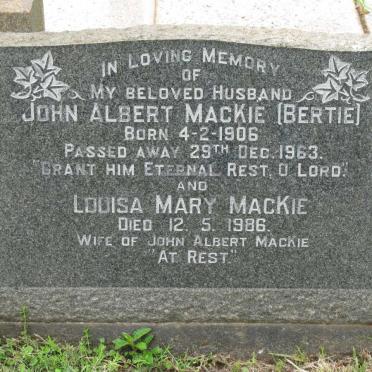 In Loving Memory
of
My Beloved Husband
John Albert MacKie (Bertie)
Born 4-2-1906
Passed away 29th Dec. 1963.
"Grant him Eternal Rest, O Lord."
and
Louisa Mary MacKie
Died 12. 5. 1986.
Wife of John Albert MacKie
"At Rest."